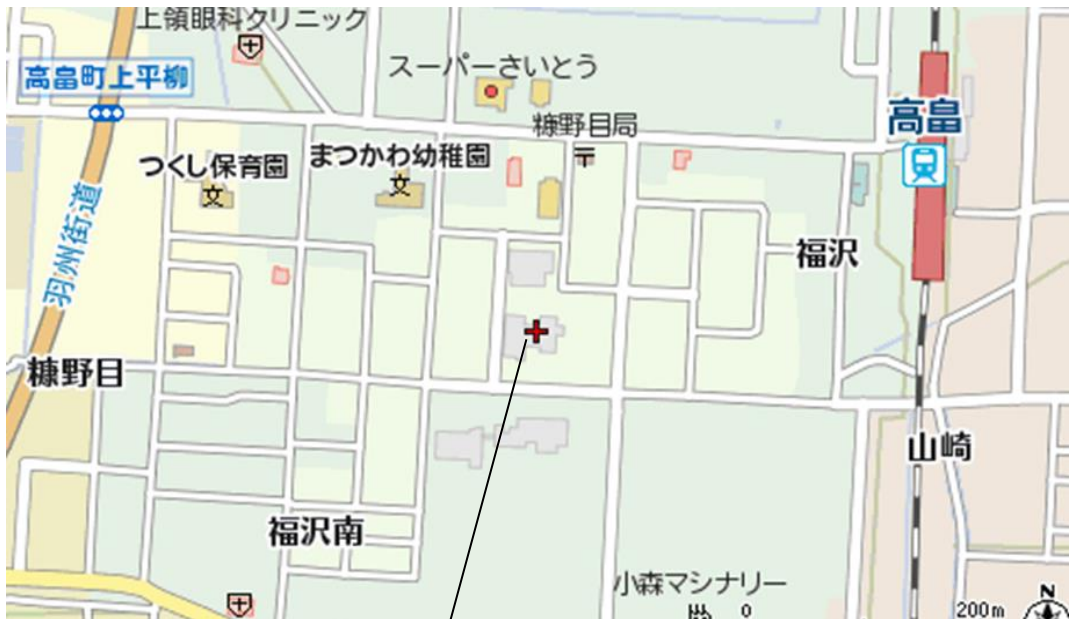 上領眼科クリニック
高畠町上平柳
スーパーさいとう
糠野目局
高畠
つくし保育園
まつかわ幼稚園
羽州街道
福沢
糠野目
山崎
福沢南
小森マシナリー
0
200m
N